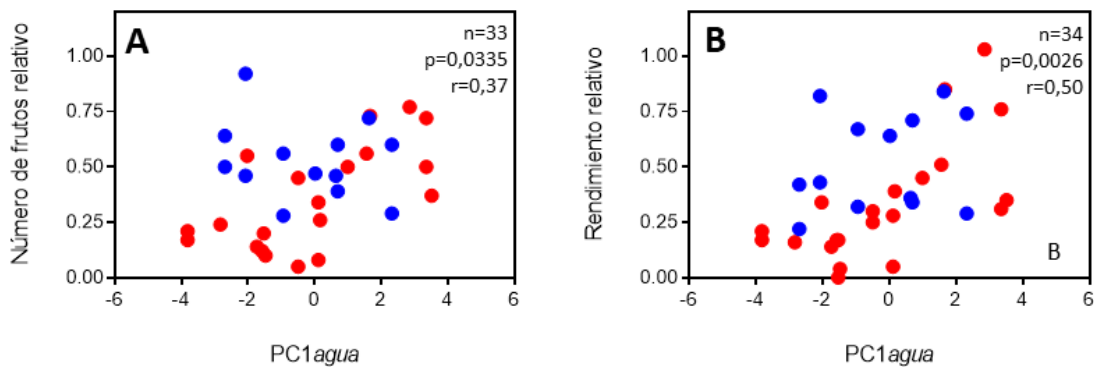 A
n=33
p=0,0335
r=0,37
Número de frutos relativo
1.00
0.75
0.50
0.25
0.00
-6
-4
-2
0
2
4
6
PC1agua
B
n=34
p=0,0026
r=0,50
Rendimiento relativo
1.00
0.75
0.50
0.25
0.00
B
-6
-4
-2
0
2
4
6
PC1agua